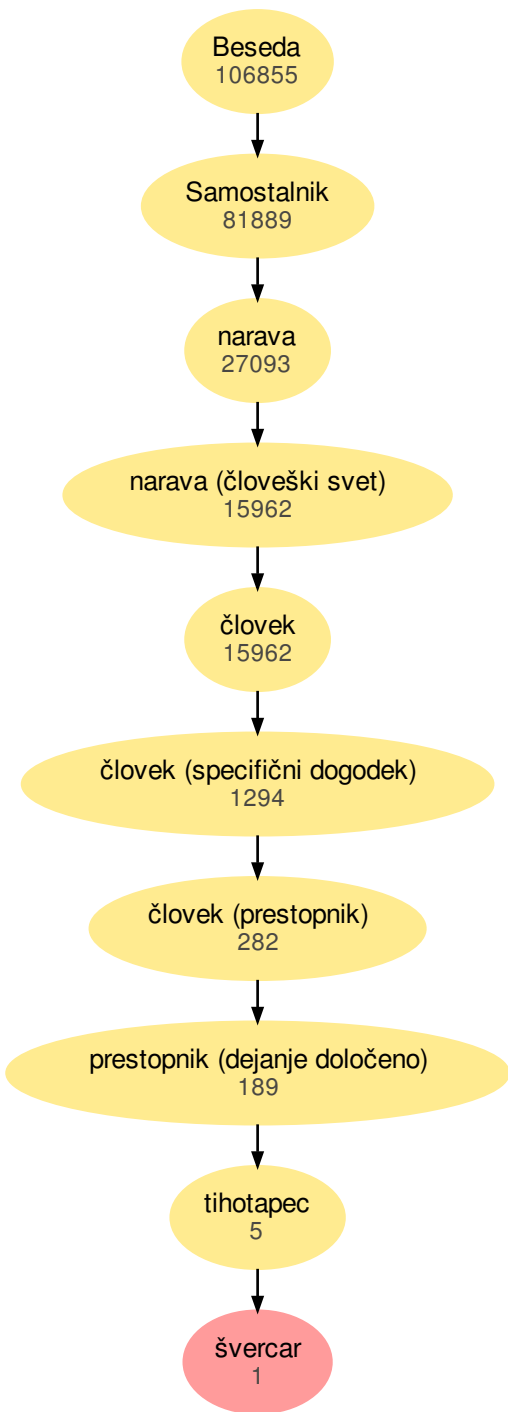 Beseda
106855
Samostalnik
81889
narava
27093
narava (človeški svet)
15962
človek
15962
človek (specifični dogodek)
1294
človek (prestopnik)
282
prestopnik (dejanje določeno)
189
tihotapec
5
švercar
1